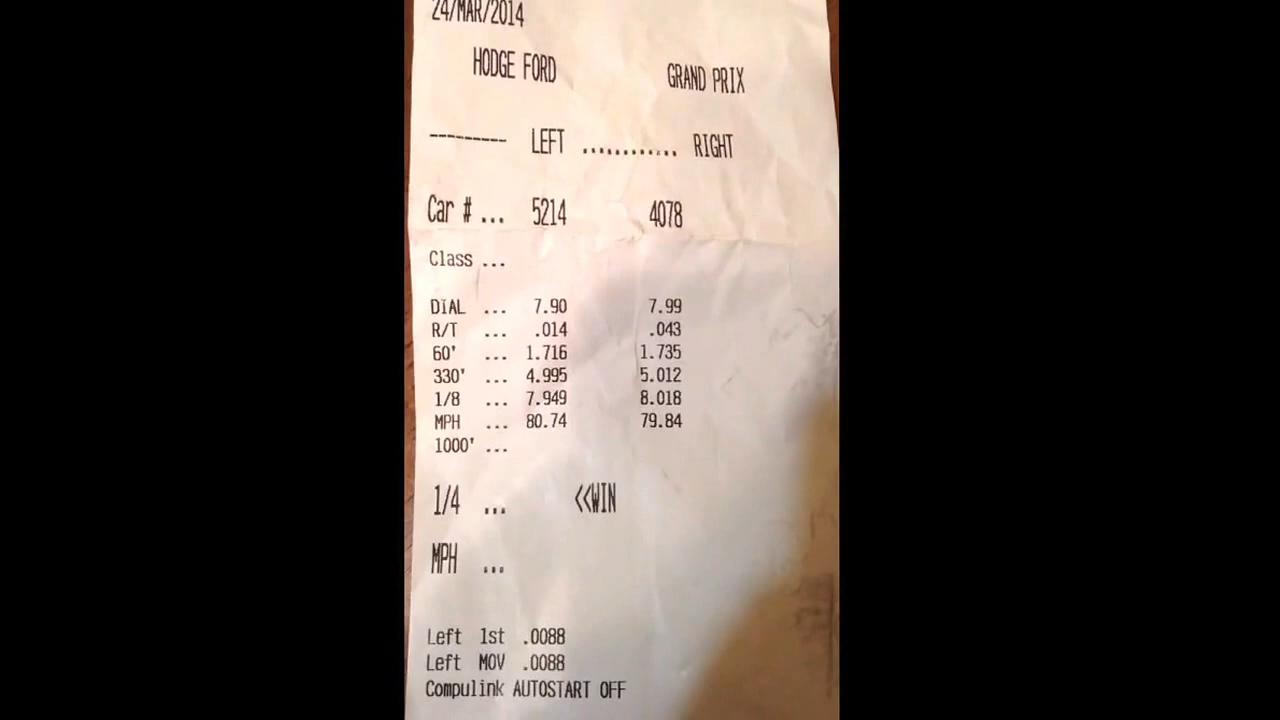 24/MAR/2014
HODGE FORD GRAND PRIX
--------- LEFT ............ RIGHT
Car # ... 5214 4078
Class ...
DIAL ... 7.90 7.99
R/T ... .014 .043
60' ... 1.716 1.735
330' ... 4.995 5.012
1/8 ... 7.949 8.018
MPH ... 80.74 79.84
1000' ...
1/4 ... <<WIN
MPH ...
Left 1st .0088
Left MOV .0088
Compulink AUTOSTART OFF